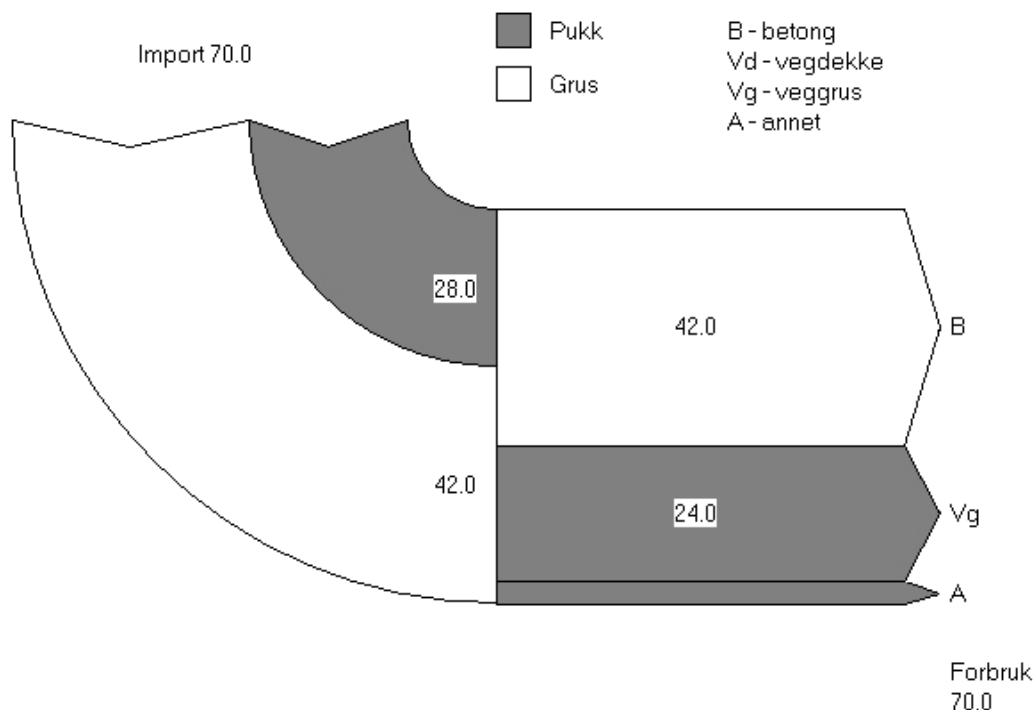 Import 70.0
Pukk
Grus
B - betong
Vd - vegdekke
Vg - veggrus
A - annet
28.0
42.0
42.0
24.0
B
Vg
A
Forbruk
70.0